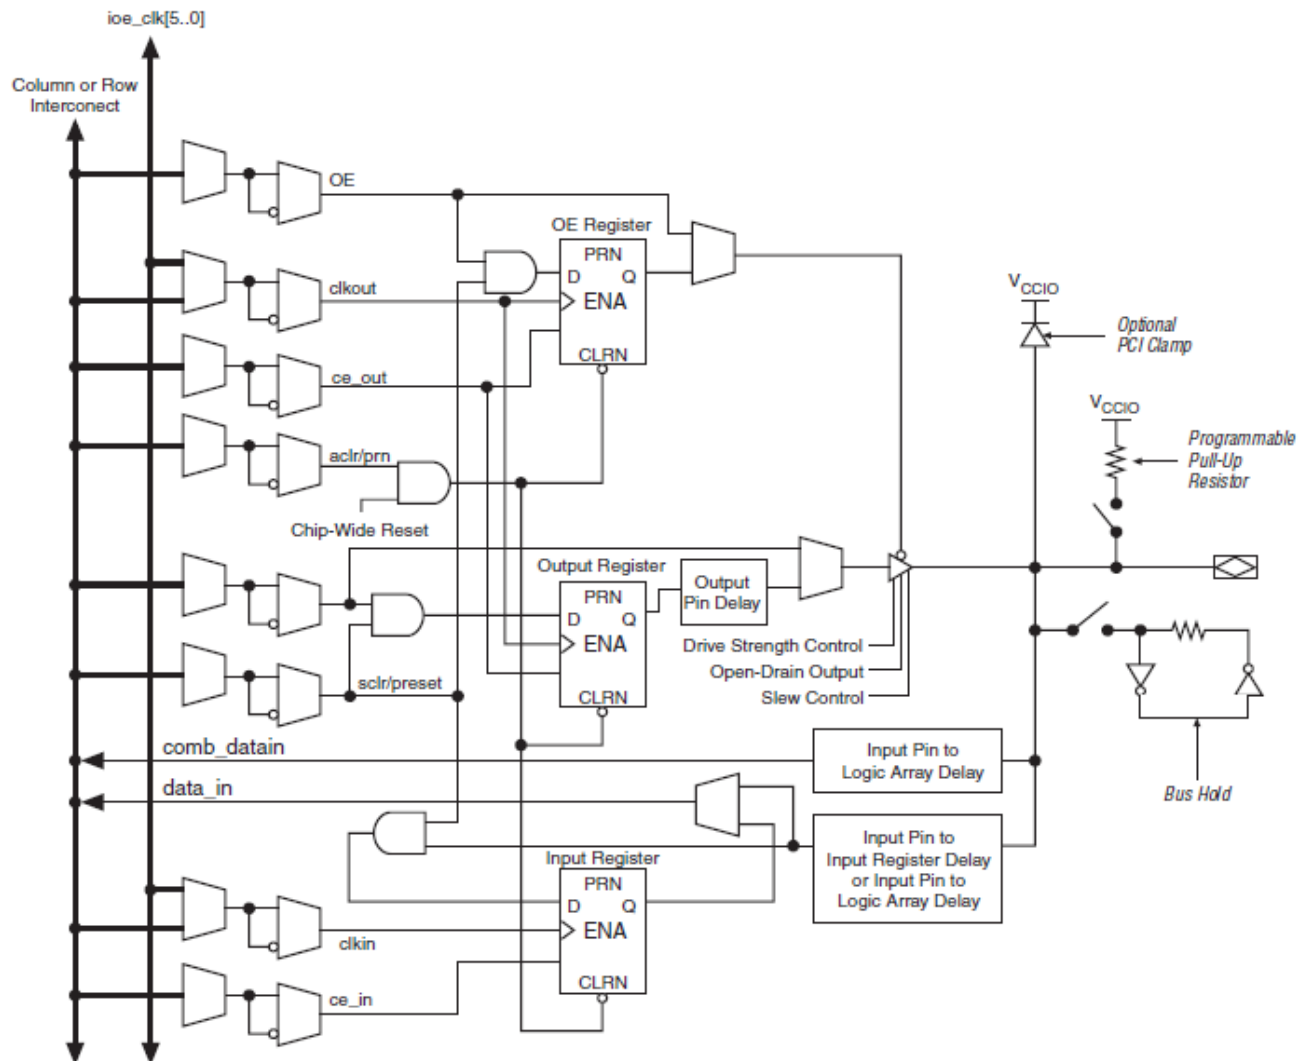 ioe_clk[5..0]
Column or Row
Interconect
OE
OE Register
PRN
D Q
clkout
ENA
VCCIO
Optional
PCI Clamp
CLRN
ce_out
VCCIO
Programmable
Pull-Up
Resistor
aclr/prn
Chip-Wide Reset
Output Register
PRN
D Q
ENA
CLRN
Output
Pin Delay
Drive Strength Control
Open-Drain Output
Slew Control
sclr/preset
comb_datain
Input Pin to
Logic Array Delay
Bus Hold
data_in
Input Pin to
Input Register Delay
or Input Pin to
Logic Array Delay
Input Register
PRN
D Q
ENA
CLRN
clkin
ce_in